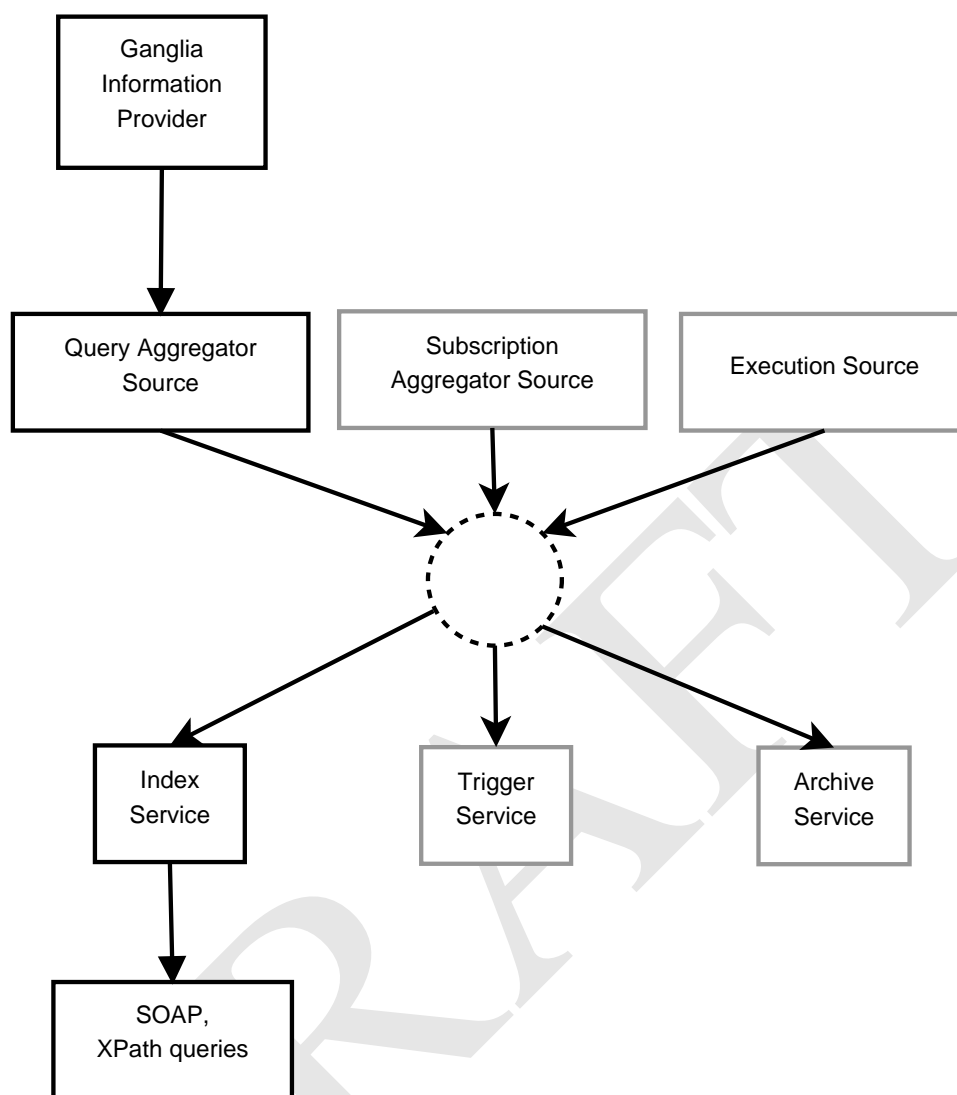 Ganglia
Information
Provider
Query Aggregator
Source
Subscription
Aggregator Source
Execution Source
Index
Service
Trigger
Service
Archive
Service
SOAP,
XPath queries
RAFT